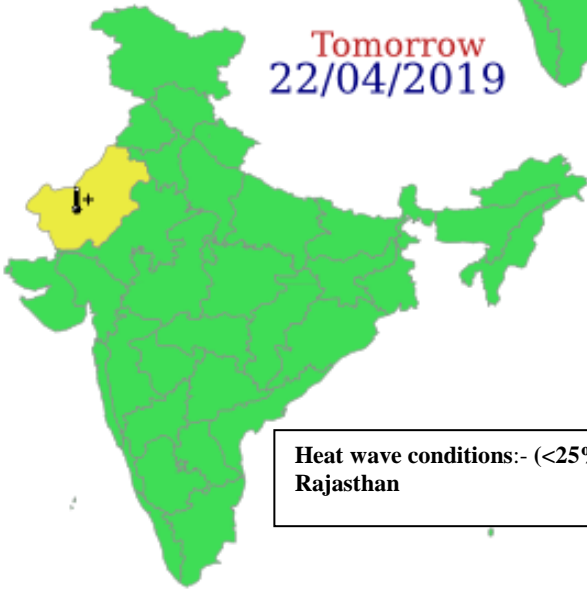 Tomorrow
22/04/2019
Heat wave conditions:- (<25%
Rajasthan